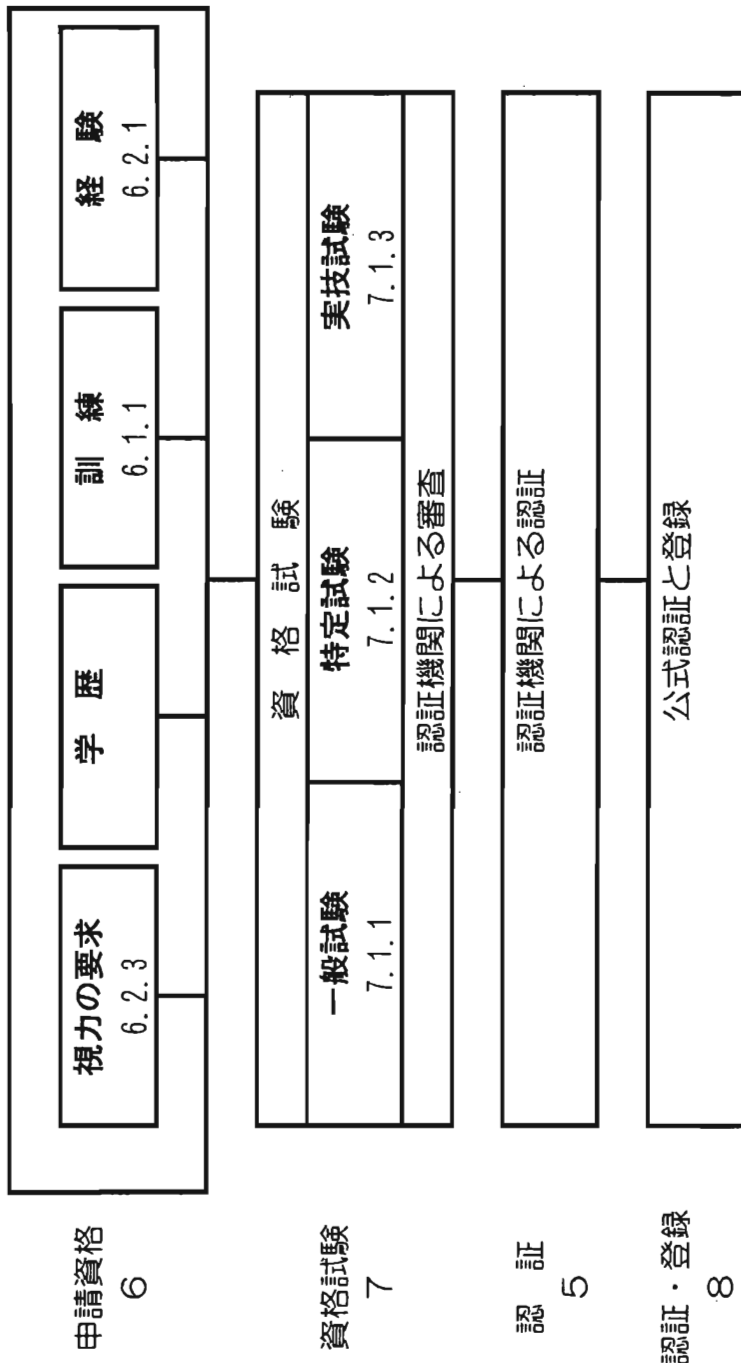 申請資格
6
視力の要求
6.2.3
学 歴
訓 練
6.1.1
経 験
6.2.1
資格試験
7
資 格 試 験
一般試験
7.1.1
特定試験
7.1.2
実技試験
7.1.3
認証機関による審査
認 証
5
認証機関による認証
認証・登録
8
公式認証と登録